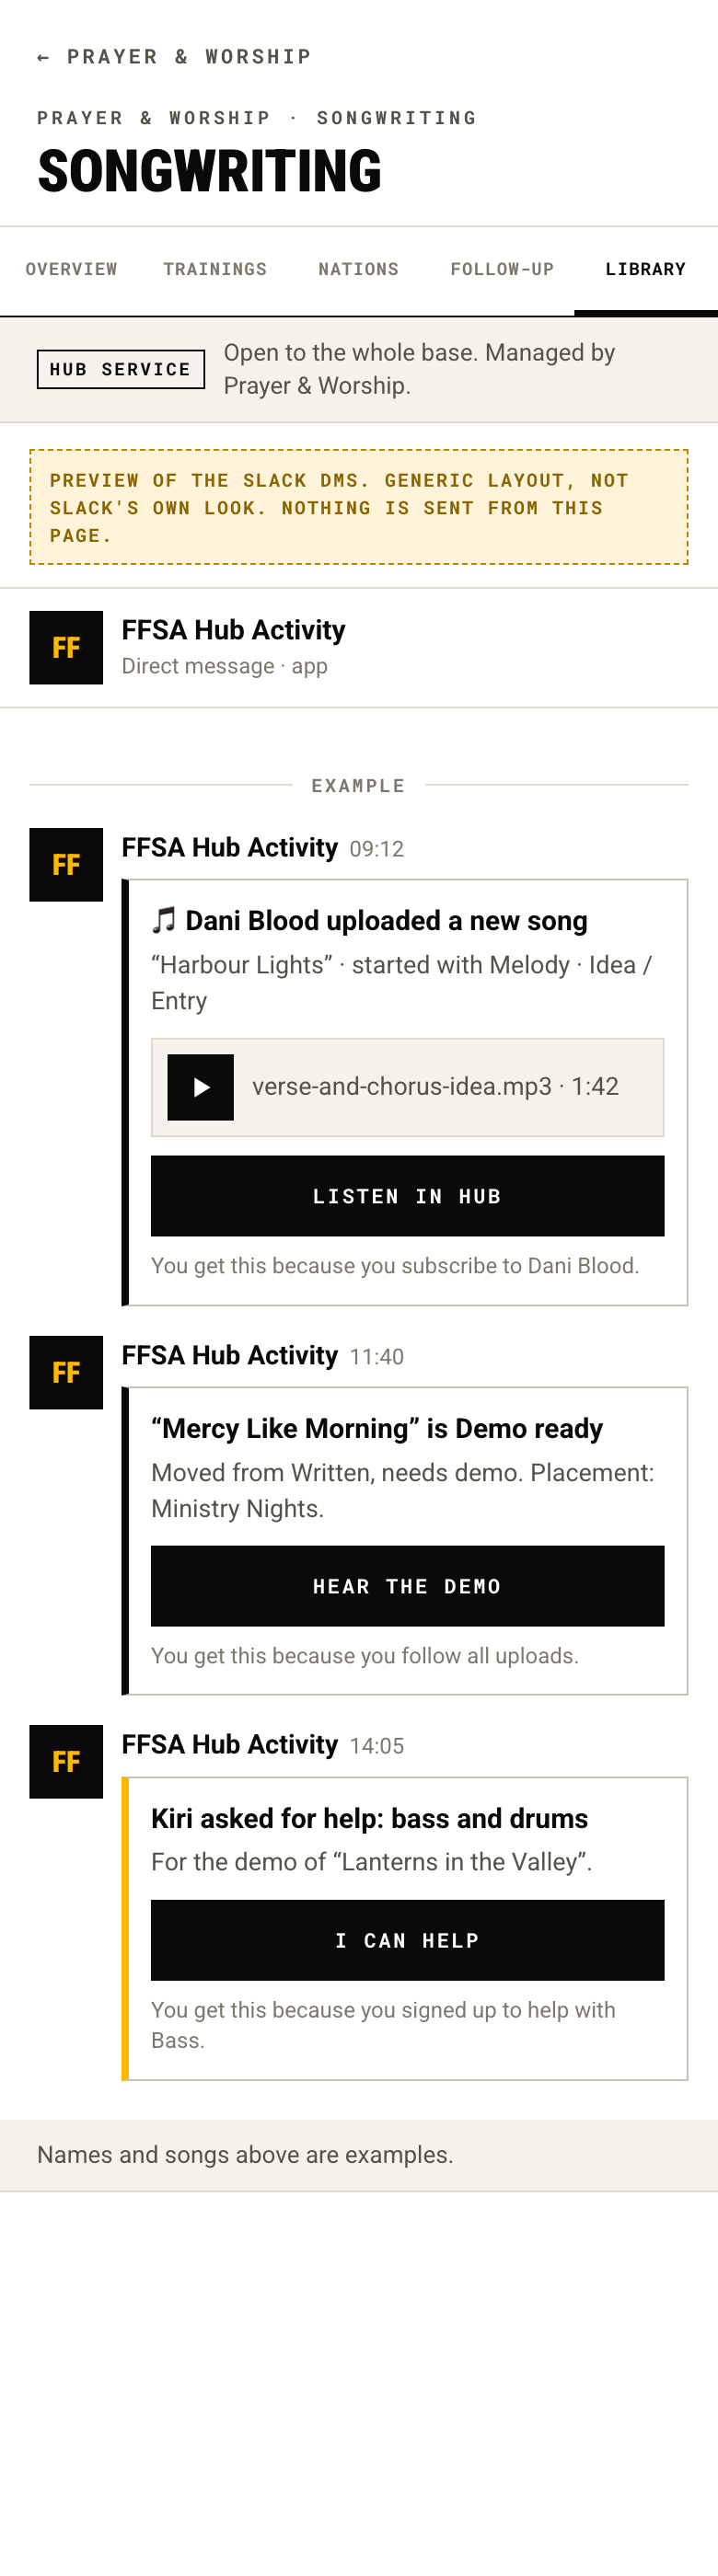 ← PRAYER & WORSHIP
PRAYER & WORSHIP · SONGWRITING
SONGWRITING
OVERVIEW TRAININGS NATIONS FOLLOW-UP LIBRARY
HUB SERVICE
Open to the whole base. Managed by
Prayer & Worship.
PREVIEW OF THE SLACK DMS. GENERIC LAYOUT, NOT
SLACK'S OWN LOOK. NOTHING IS SENT FROM THIS
PAGE.
FF
FFSA Hub Activity
Direct message · app
EXAMPLE
FF
FFSA Hub Activity 09:12
🎵 Dani Blood uploaded a new song
“Harbour Lights” · started with Melody · Idea /
Entry
verse-and-chorus-idea.mp3 · 1:42
LISTEN IN HUB
You get this because you subscribe to Dani Blood.
FF
FFSA Hub Activity 11:40
“Mercy Like Morning” is Demo ready
Moved from Written, needs demo. Placement:
Ministry Nights.
HEAR THE DEMO
You get this because you follow all uploads.
FF
FFSA Hub Activity 14:05
Kiri asked for help: bass and drums
For the demo of “Lanterns in the Valley”.
I CAN HELP
You get this because you signed up to help with
Bass.
Names and songs above are examples.